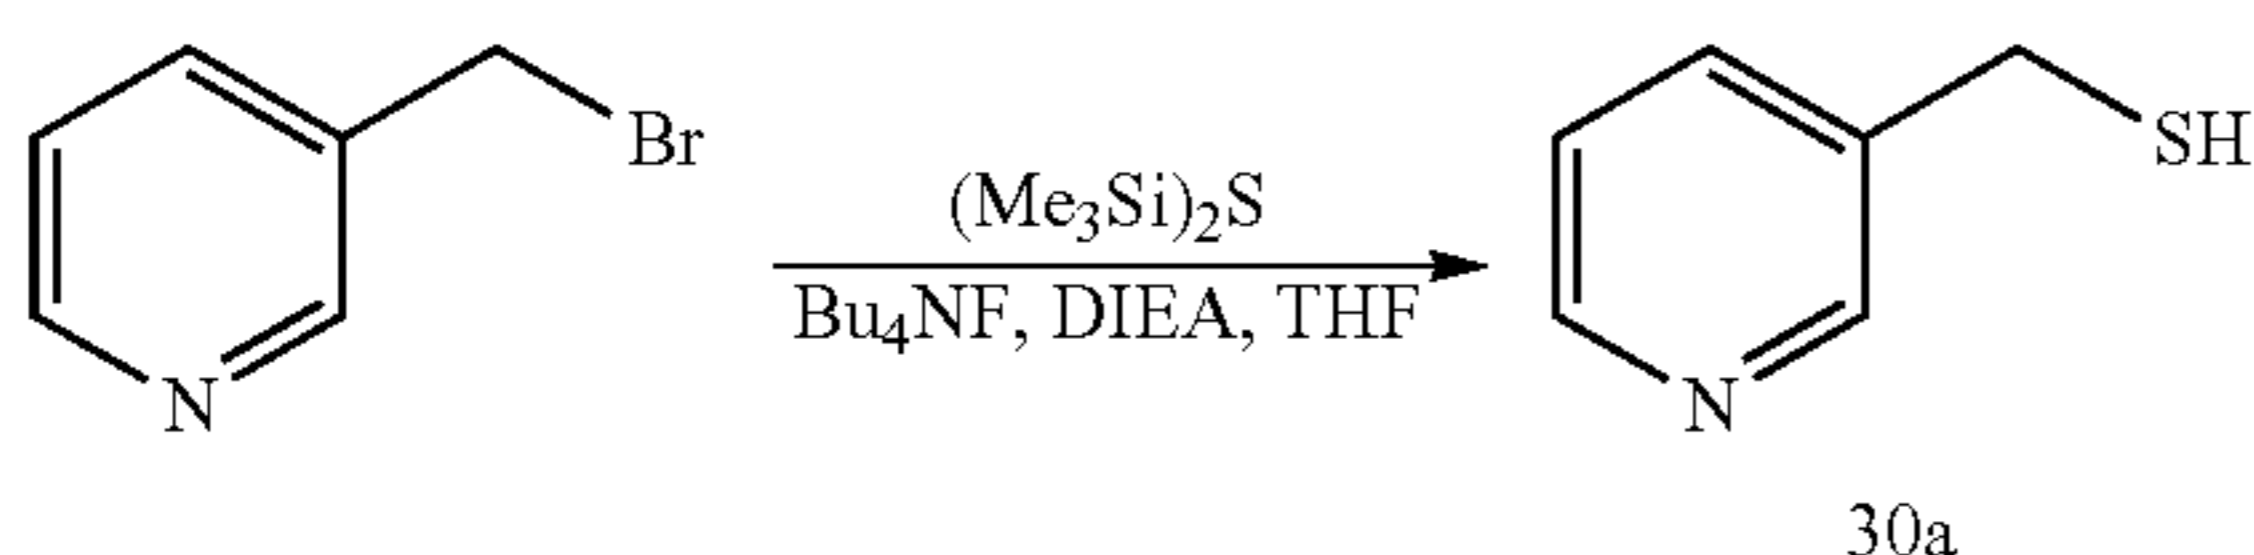 Br
(Me₃Si)₂S
Bu₄NF, DIEA, THF
SH
N
N
30a